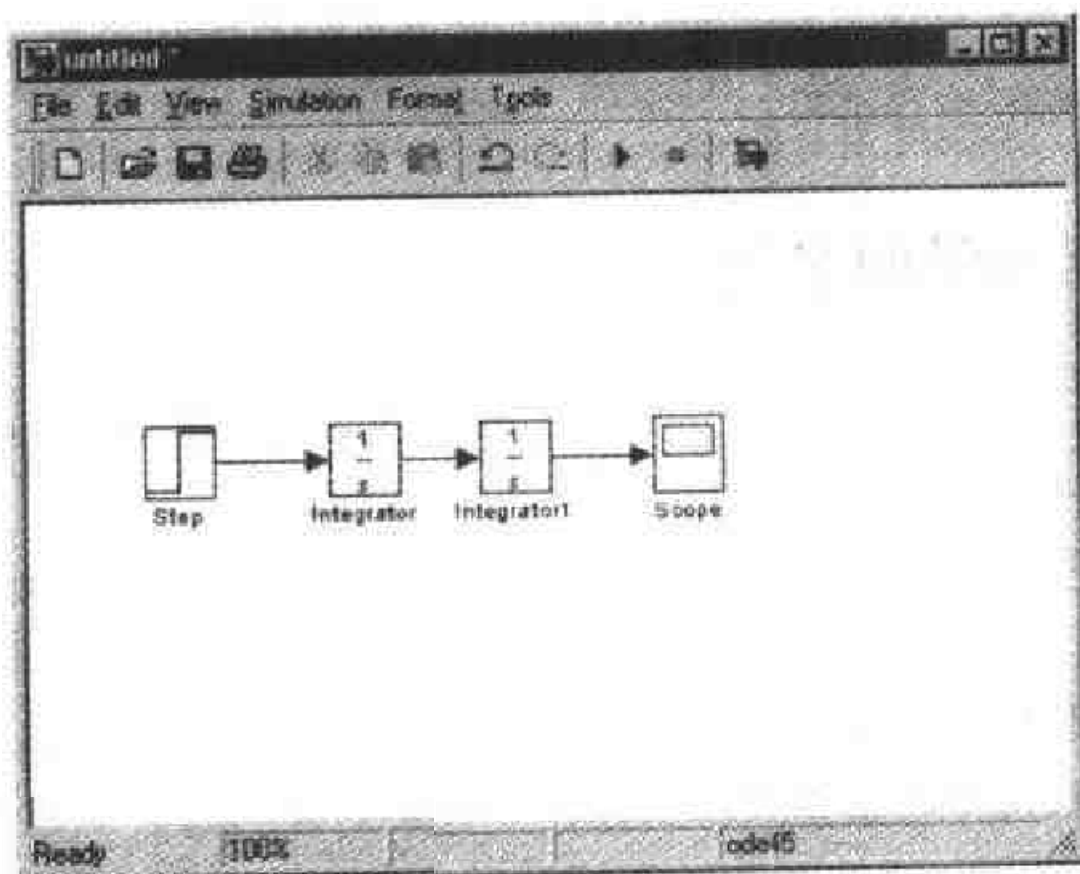 untitled *
File Edit View Simulation Format Tools
1
s
1
s
Step Integrator Integrator1 Scope
Ready 100% ode45